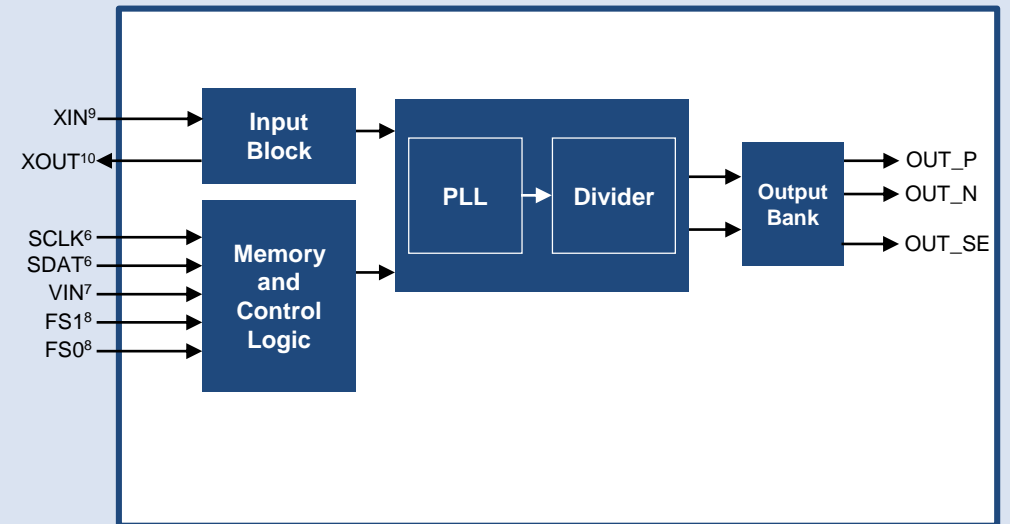 XIN⁹
XOUT¹⁰
SCLK⁶
SDAT⁶
VIN⁷
FS1⁸
FS0⁸
Input
Block
Memory
and
Control
Logic
PLL
Divider
Output
Bank
OUT_P
OUT_N
OUT_SE